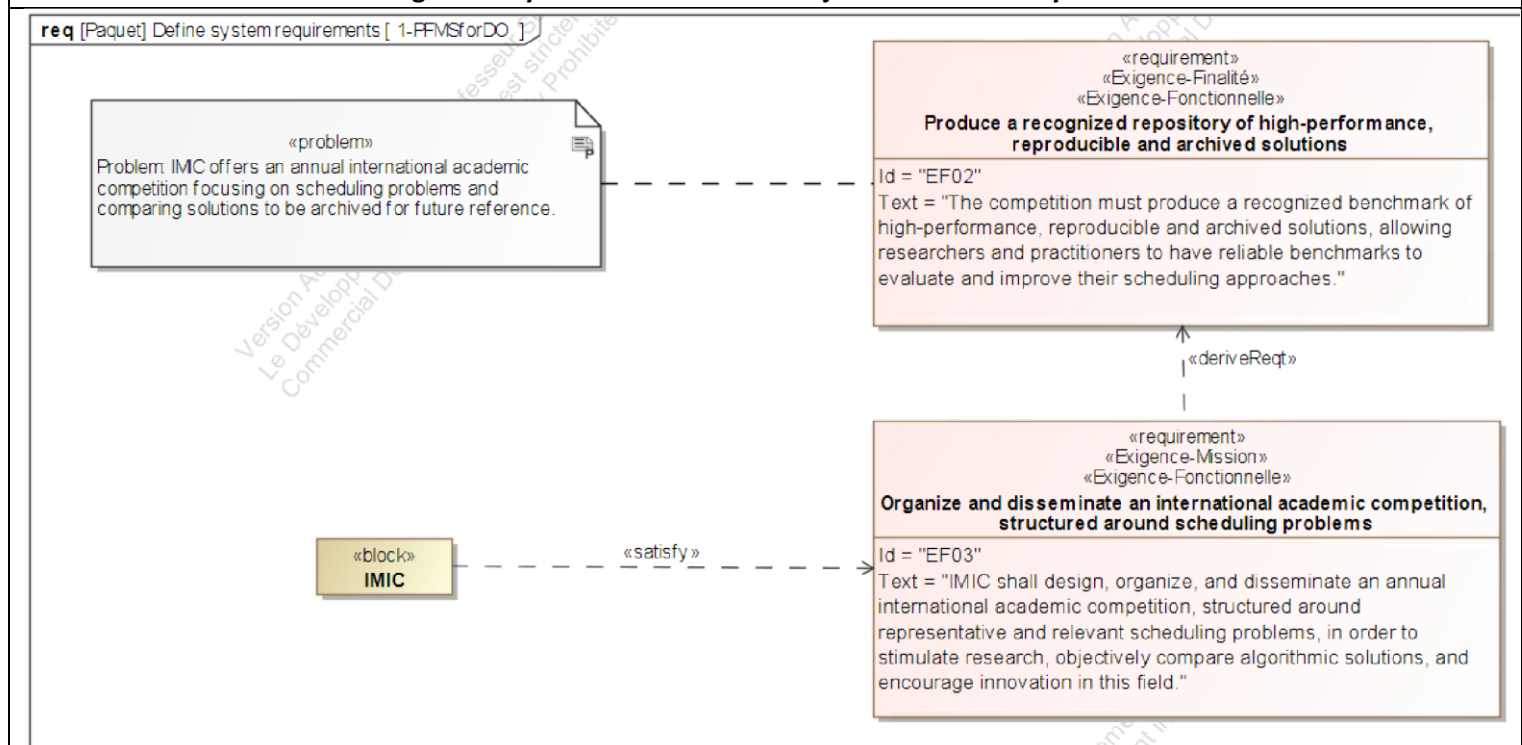 req [Paquet] Define system requirements [ 1-PFMSforDO ]
«problem»
Problem: IMIC offers an annual international academic
competition focusing on scheduling problems and
comparing solutions to be archived for future reference.
«requirement»
«Exigence-Finalité»
«Exigence-Fonctionnelle»
Produce a recognized repository of high-performance,
reproducible and archived solutions
Id = "EF02"
Text = "The competition must produce a recognized benchmark of
high-performance, reproducible and archived solutions, allowing
researchers and practitioners to have reliable benchmarks to
evaluate and improve their scheduling approaches."
«deriveReqt»
«requirement»
«Exigence-Mission»
«Exigence-Fonctionnelle»
Organize and disseminate an international academic competition,
structured around scheduling problems
Id = "EF03"
Text = "IMIC shall design, organize, and disseminate an annual
international academic competition, structured around
representative and relevant scheduling problems, in order to
stimulate research, objectively compare algorithmic solutions, and
encourage innovation in this field."
«satisfy»
«block»
IMIC
Version
Le Dével
Commercial